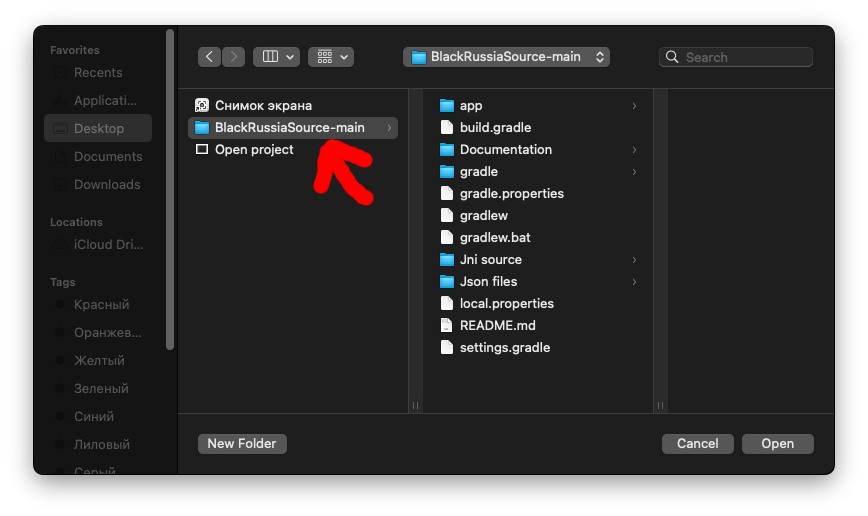 Favorites
Recents
Applicati...
Desktop
Documents
Downloads
Locations
iCloud Dri...
Tags
Красный
Оранжев...
Желтый
Зеленый
Синий
Лиловый
Серый
BlackRussiaSource-main
Search
Снимок экрана
BlackRussiaSource-main
Open project
app
build.gradle
Documentation
gradle
gradle.properties
gradlew
gradlew.bat
Jni source
Json files
local.properties
README.md
settings.gradle
New Folder
Cancel
Open